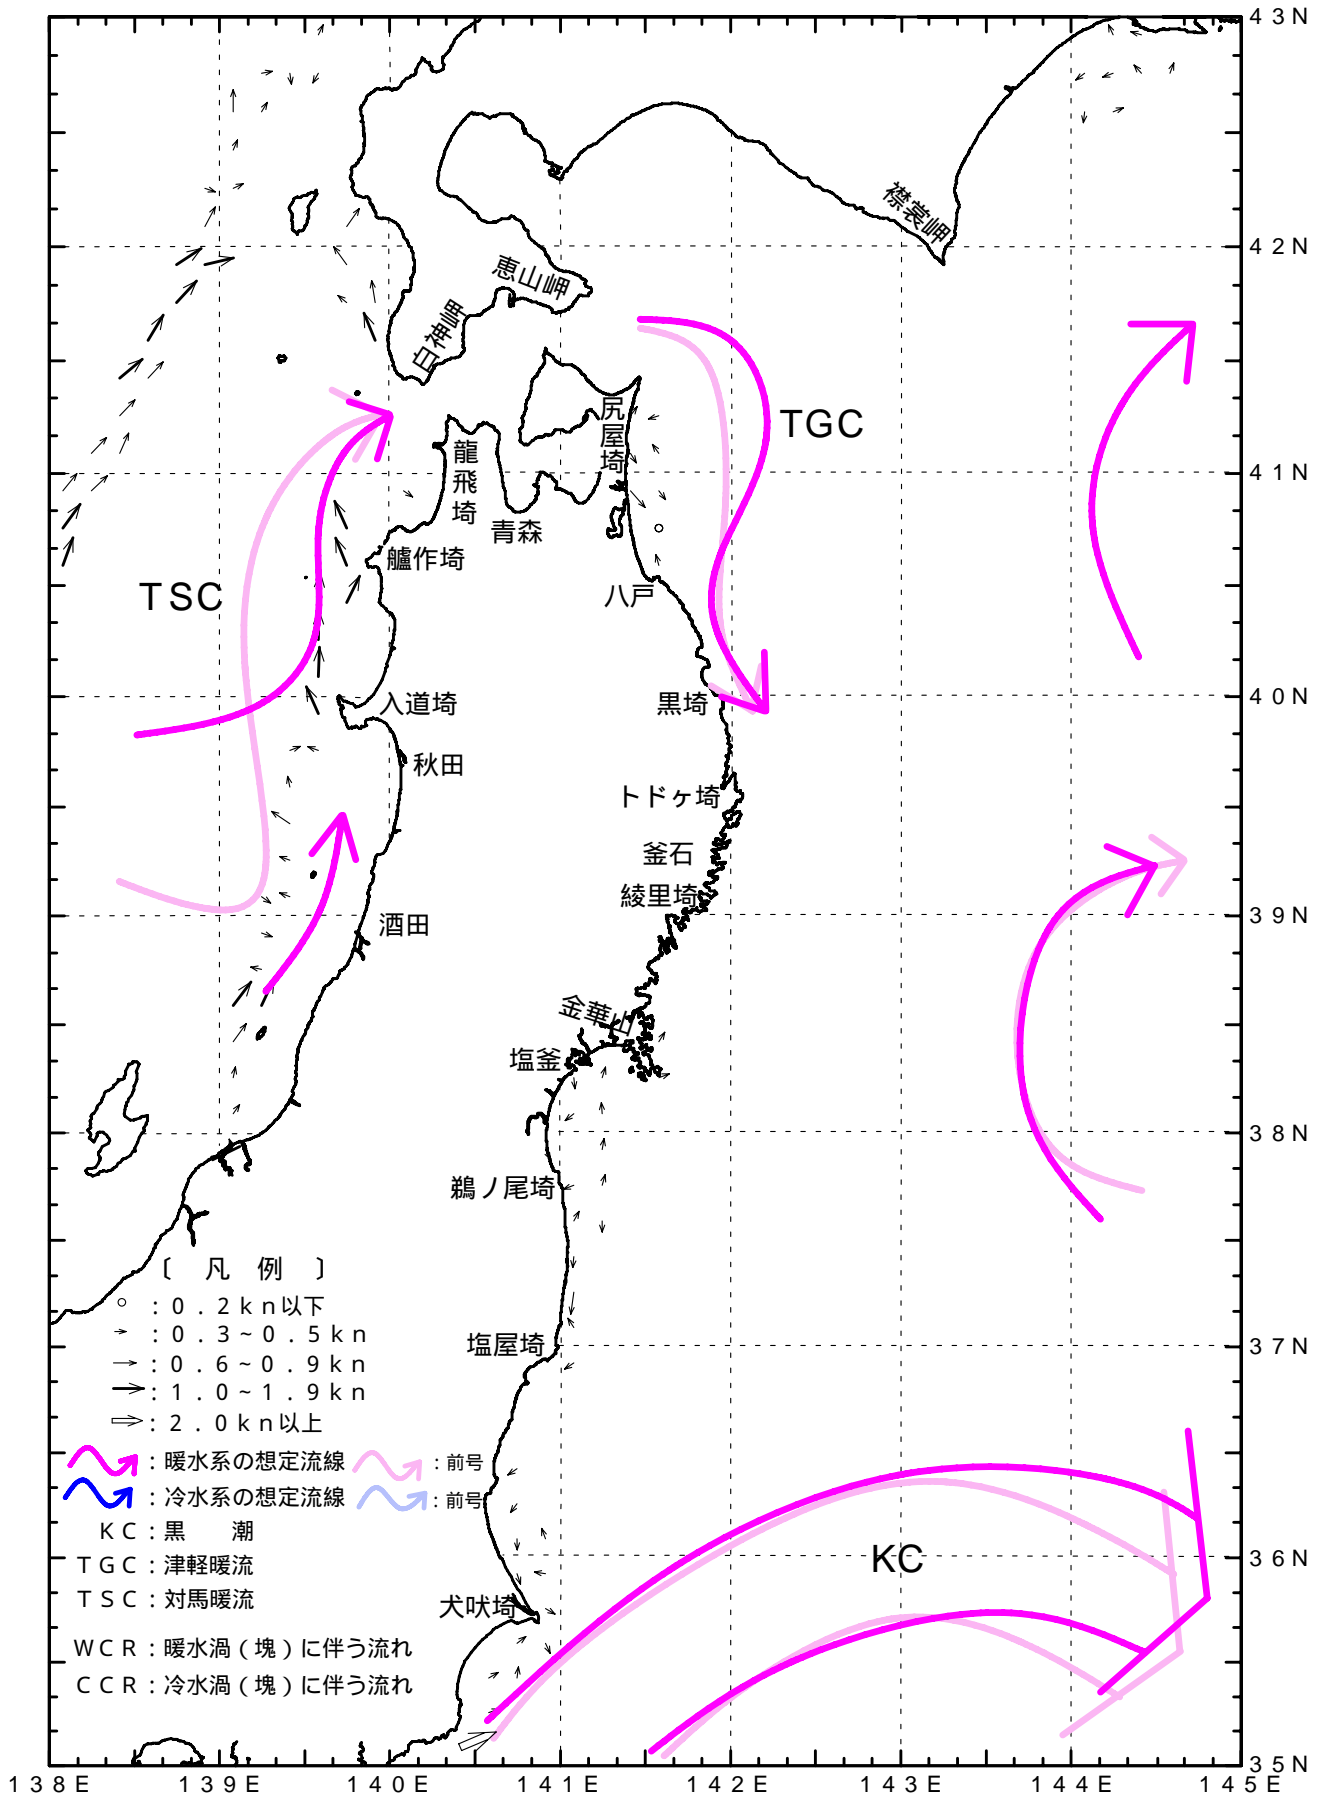 43N
襟裳岬
42N
恵山岬
白神岬
尻屋埼
TGC
41N
龍飛埼
青森
艫作埼
TSC
八戸
入道埼
黒埼
40N
秋田
トドヶ埼
釜石
綾里埼
39N
酒田
金華山
塩釜
38N
鵜ノ尾埼
〔 凡 例 〕
:0.2kn以下
:0.3~0.5kn
塩屋埼
37N
:0.6~0.9kn
:1.0~1.9kn
:2.0kn以上
:暖水系の想定流線 :前号
:冷水系の想定流線 :前号
KC:黒 潮
KC
36N
TGC:津軽暖流
TSC:対馬暖流
犬吠埼
WCR:暖水渦(塊)に伴う流れ
CCR:冷水渦(塊)に伴う流れ
35N
138E 139E 140E 141E 142E 143E 144E 145E